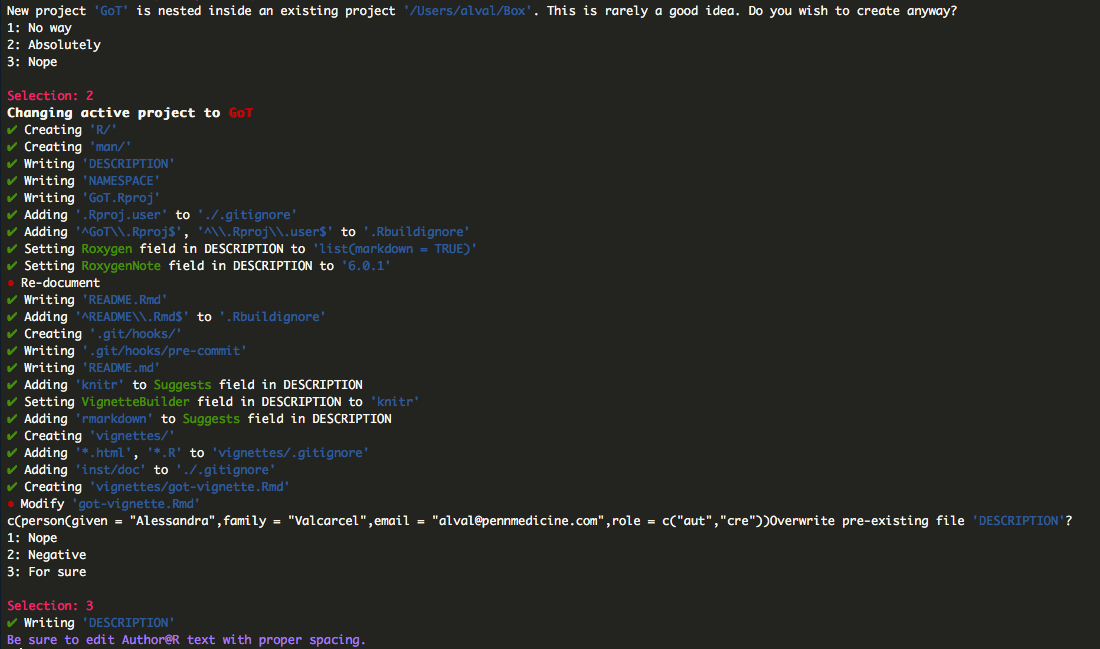 New project 'GoT' is nested inside an existing project '/Users/alval/Box'. This is rarely a good idea. Do you wish to create anyway?
1: No way
2: Absolutely
3: Nope
Selection: 2
Changing active project to GoT
✔ Creating 'R/'
✔ Creating 'man/'
✔ Writing 'DESCRIPTION'
✔ Writing 'NAMESPACE'
✔ Writing 'GoT.Rproj'
✔ Adding '.Rproj.user' to './.gitignore'
✔ Adding '^GoT\\.Rproj$', '^\\.Rproj\\.user$' to '.Rbuildignore'
✔ Setting Roxygen field in DESCRIPTION to 'list(markdown = TRUE)'
✔ Setting RoxygenNote field in DESCRIPTION to '6.0.1'
● Re-document
✔ Writing 'README.Rmd'
✔ Adding '^README\\.Rmd$' to '.Rbuildignore'
✔ Creating '.git/hooks/'
✔ Writing '.git/hooks/pre-commit'
✔ Writing 'README.md'
✔ Adding 'knitr' to Suggests field in DESCRIPTION
✔ Setting VignetteBuilder field in DESCRIPTION to 'knitr'
✔ Adding 'rmarkdown' to Suggests field in DESCRIPTION
✔ Creating 'vignettes/'
✔ Adding '*.html', '*.R' to 'vignettes/.gitignore'
✔ Adding 'inst/doc' to './.gitignore'
✔ Creating 'vignettes/got-vignette.Rmd'
● Modify 'got-vignette.Rmd'
c(person(given = "Alessandra",family = "Valcarcel",email = "alval@pennmedicine.com",role = c("aut","cre"))Overwrite pre-existing file 'DESCRIPTION'?
1: Nope
2: Negative
3: For sure
Selection: 3
✔ Writing 'DESCRIPTION'
Be sure to edit Author@R text with proper spacing.